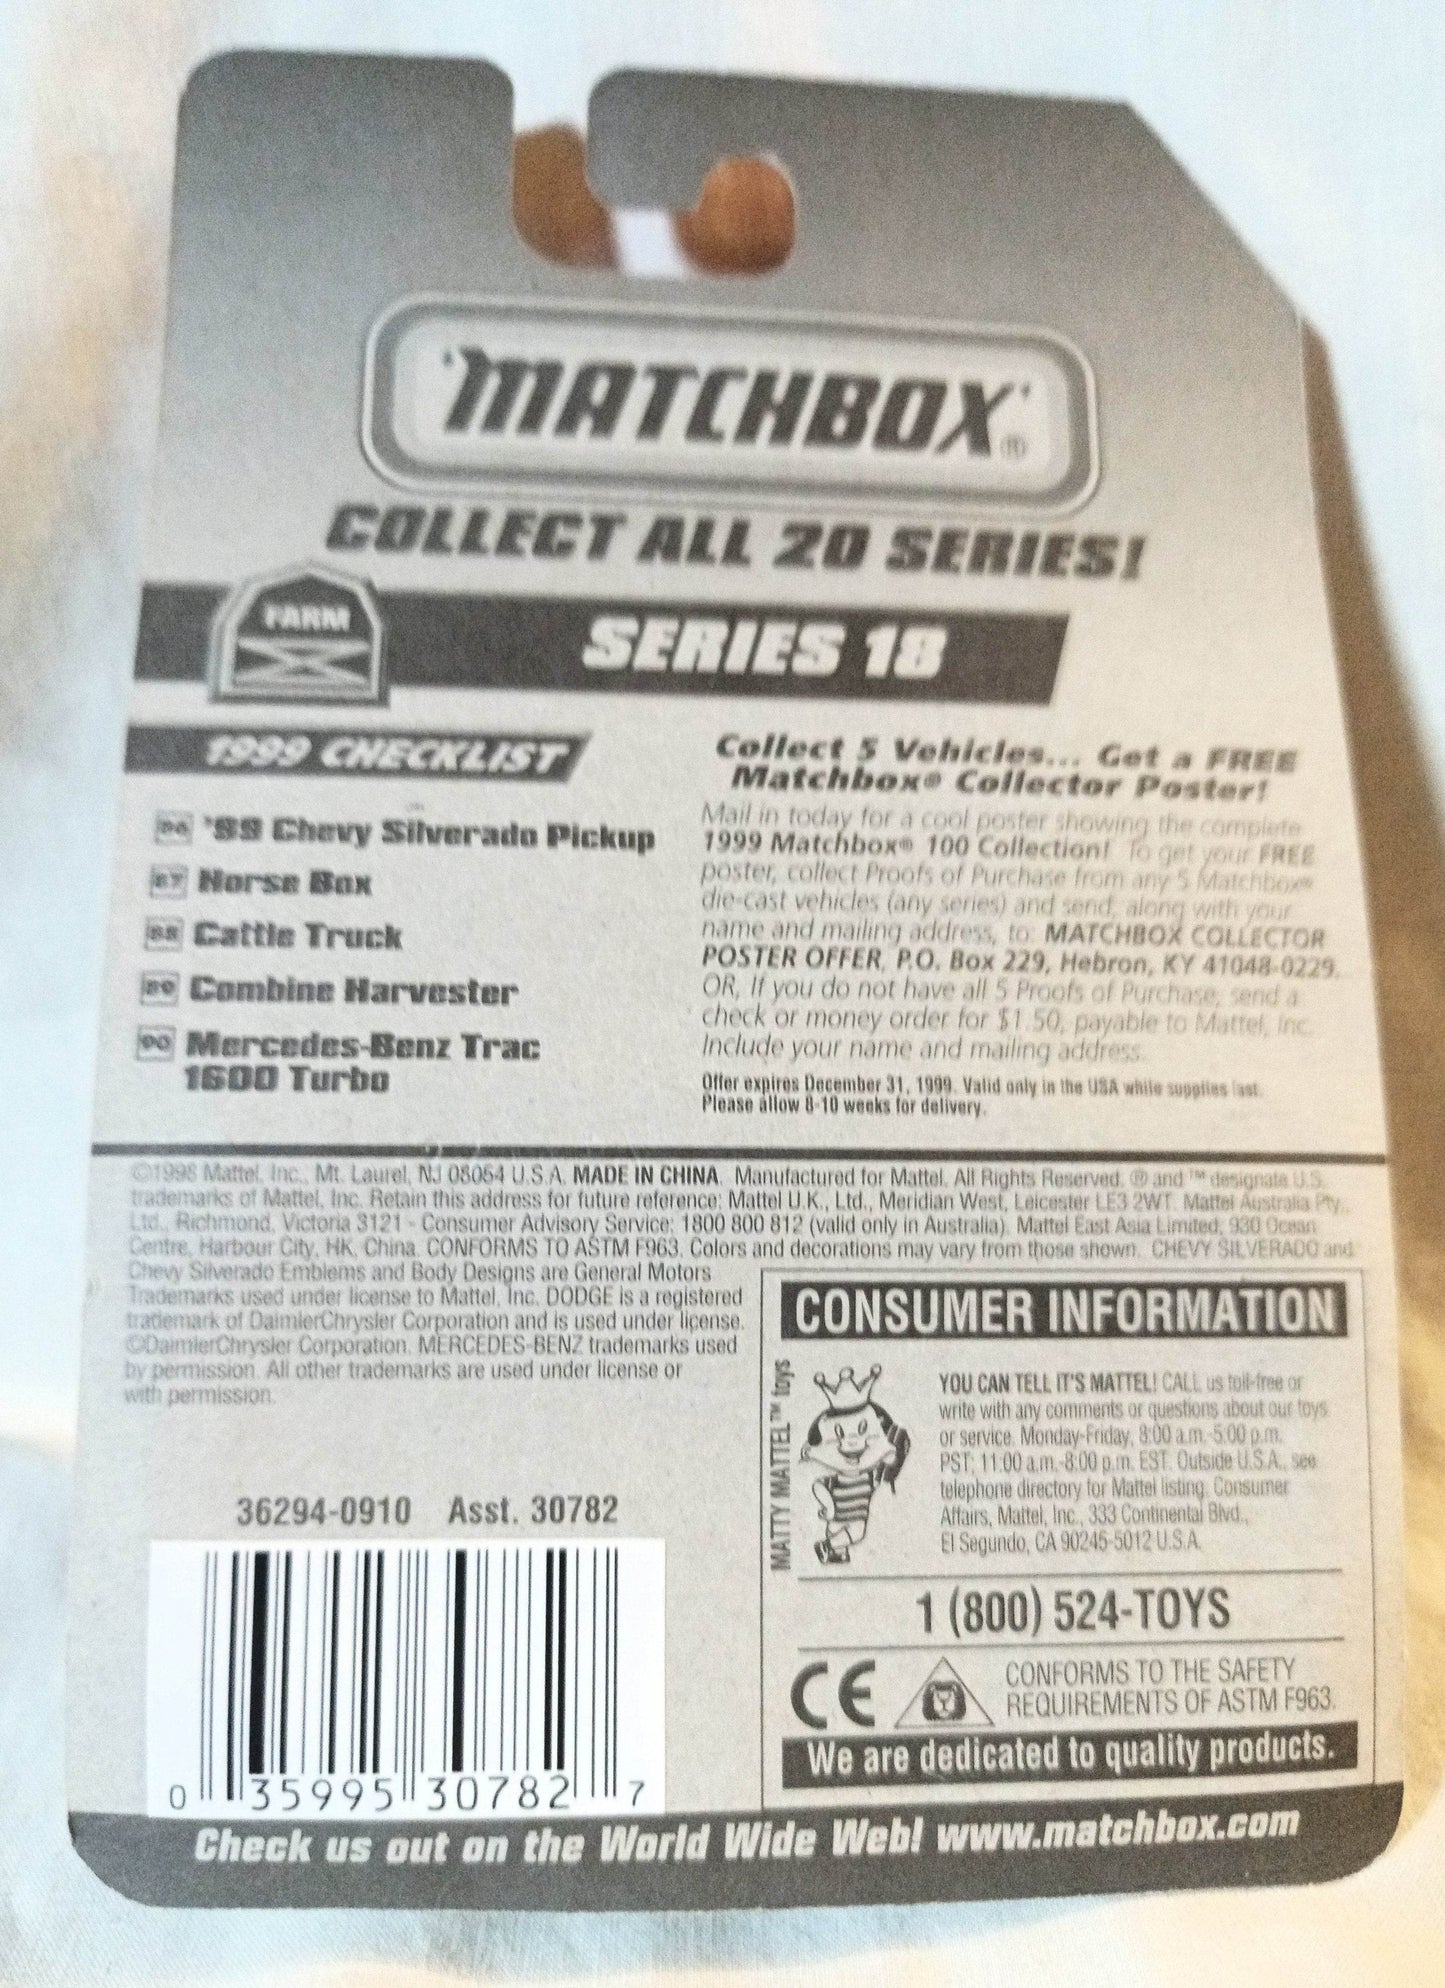 MATCHBOX®
COLLECT ALL 20 SERIES!
FARM
SERIES 18
1999 CHECKLIST
86 '99 Chevy Silverado Pickup
87 Horse Box
88 Cattle Truck
89 Combine Harvester
90 Mercedes-Benz Trac
1600 Turbo
Collect 5 Vehicles... Get a FREE
Matchbox® Collector Poster!
Mail in today for a cool poster showing the complete
1999 Matchbox® 100 Collection! To get your FREE
poster, collect Proofs of Purchase from any 5 Matchbox®
die-cast vehicles (any series) and send, along with your
name and mailing address, to: MATCHBOX COLLECTOR
POSTER OFFER, P.O. Box 229, Hebron, KY 41048-0229.
OR, If you do not have all 5 Proofs of Purchase, send a
check or money order for $1.50, payable to Mattel, Inc.
Include your name and mailing address.
Offer expires December 31, 1999. Valid only in the USA while supplies last.
Please allow 8-10 weeks for delivery.
©1998 Mattel, Inc., Mt. Laurel, NJ 08054 U.S.A. MADE IN CHINA. Manufactured for Mattel. All Rights Reserved. ® and ™ designate U.S.
trademarks of Mattel, Inc. Retain this address for future reference: Mattel U.K., Ltd., Meridian West, Leicester LE3 2WT. Mattel Australia Pty.,
Ltd., Richmond, Victoria 3121 - Consumer Advisory Service: 1800 800 812 (valid only in Australia). Mattel East Asia Limited, 930 Ocean
Centre, Harbour City, HK, China. CONFORMS TO ASTM F963. Colors and decorations may vary from those shown. CHEVY SILVERADO and
Chevy Silverado Emblems and Body Designs are General Motors
Trademarks used under license to Mattel, Inc. DODGE is a registered
trademark of DaimlerChrysler Corporation and is used under license.
©DaimlerChrysler Corporation. MERCEDES-BENZ trademarks used
by permission. All other trademarks are used under license or
with permission.
CONSUMER INFORMATION
MATTY MATTEL™ toys
YOU CAN TELL IT'S MATTEL! CALL us toll-free or
write with any comments or questions about our toys
or service. Monday-Friday, 8:00 a.m.-5:00 p.m.
PST; 11:00 a.m.-8:00 p.m. EST. Outside U.S.A., see
telephone directory for Mattel listing. Consumer
Affairs, Mattel, Inc., 333 Continental Blvd.,
El Segundo, CA 90245-5012 U.S.A.
1 (800) 524-TOYS
CE
CONFORMS TO THE SAFETY
REQUIREMENTS OF ASTM F963.
We are dedicated to quality products.
36294-0910 Asst. 30782
0 35995 30782 7
Check us out on the World Wide Web! www.matchbox.com